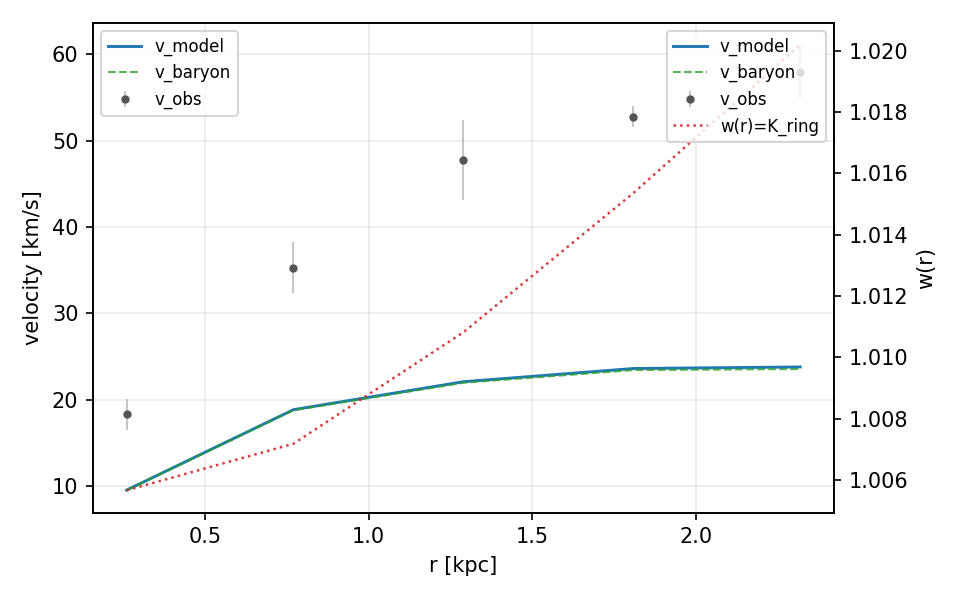 v_model
v_baryon
v_obs
v_model
v_baryon
v_obs
w(r)=K_ring
60
50
40
30
20
10
velocity [km/s]
1.020
1.018
1.016
1.014
1.012
1.010
1.008
1.006
w(r)
0.5
1.0
1.5
2.0
r [kpc]